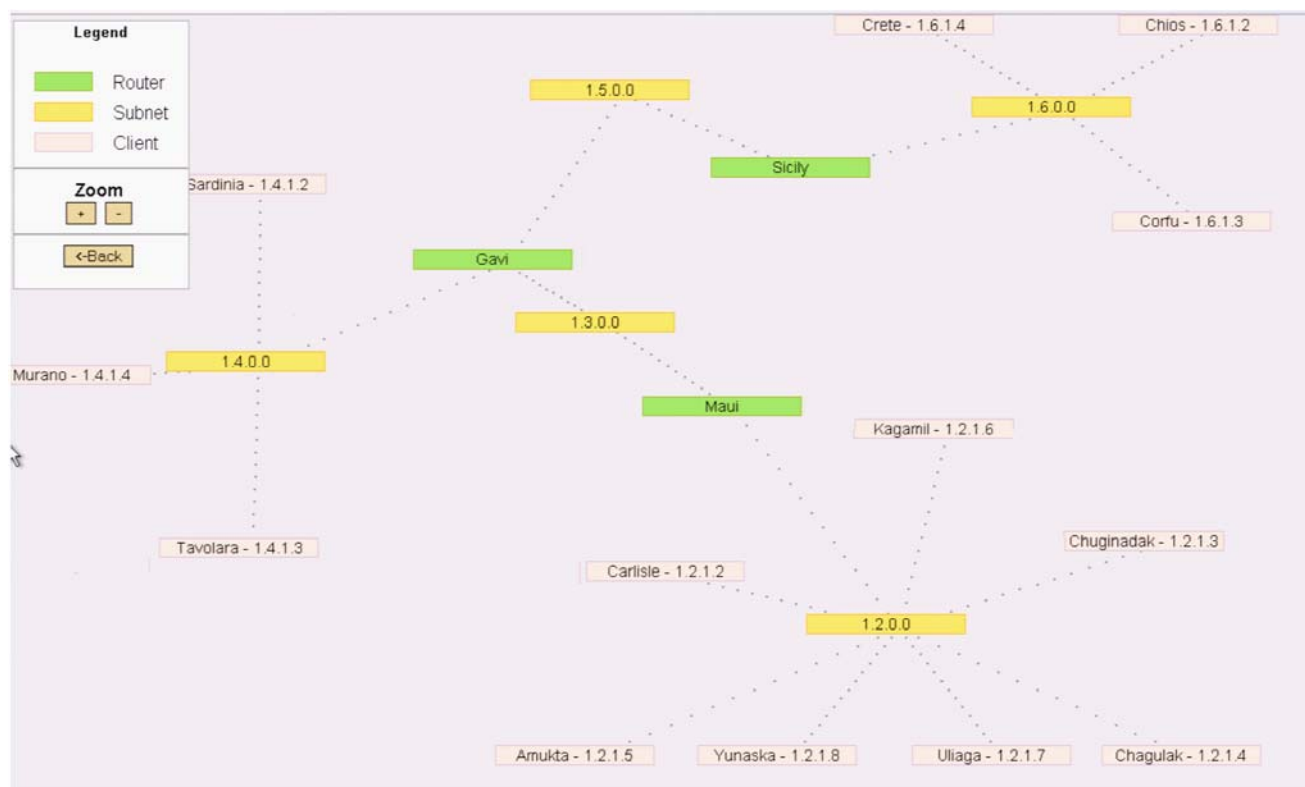 Legend
Router
Subnet
Client
Zoom
+ -
<-Back
Crete - 1.6.1.4
Chios - 1.6.1.2
1.5.0.0
1.6.0.0
Sicily
Sardinia - 1.4.1.2
Corfu - 1.6.1.3
Gavi
1.3.0.0
1.4.0.0
Murano - 1.4.1.4
Maui
Kagamil - 1.2.1.6
Tavolara - 1.4.1.3
Chuginadak - 1.2.1.3
Carlisle - 1.2.1.2
1.2.0.0
Amukta - 1.2.1.5
Yunaska - 1.2.1.8
Uliaga - 1.2.1.7
Chagulak - 1.2.1.4